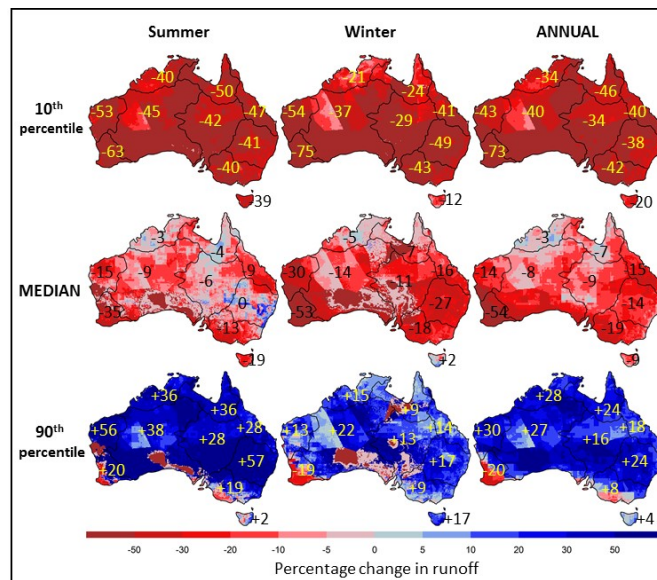 Summer Winter ANNUAL
10th percentile
-40 -50 -53 -45 -47 -42 -41 -63 -40 -39
-21 -24 -54 -37 -41 -29 -49 -75 -43 -12
-34 -46 -43 -40 -40 -34 -38 -73 -42 -20
MEDIAN
-3 -4 -15 -9 -9 -6 0 -35 -13 -19
-5 -7 -30 -14 -16 -11 -27 -53 -18 +2
-3 -7 -14 -8 -15 -9 -14 -54 -19 -9
90th percentile
+36 +36 +56 +38 +28 +28 +57 +20 +19 +2
+15 +9 +13 +22 +14 +13 +17 -19 +9 +17
+28 +24 +30 +27 +18 +16 +24 -20 +8 +4
-50 -30 -20 -10 -5 0 5 10 20 30 50
Percentage change in runoff